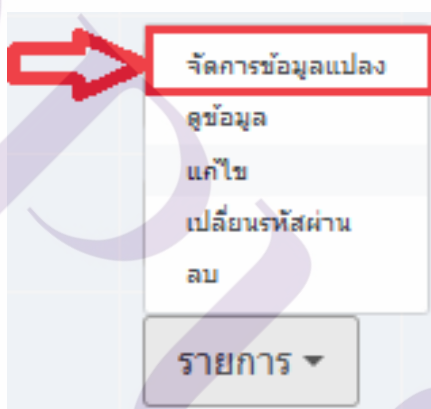 จัดการข้อมูลแปลง
ดูข้อมูล
แก้ไข
เปลี่ยนรหัสผ่าน
ลบ
รายการ